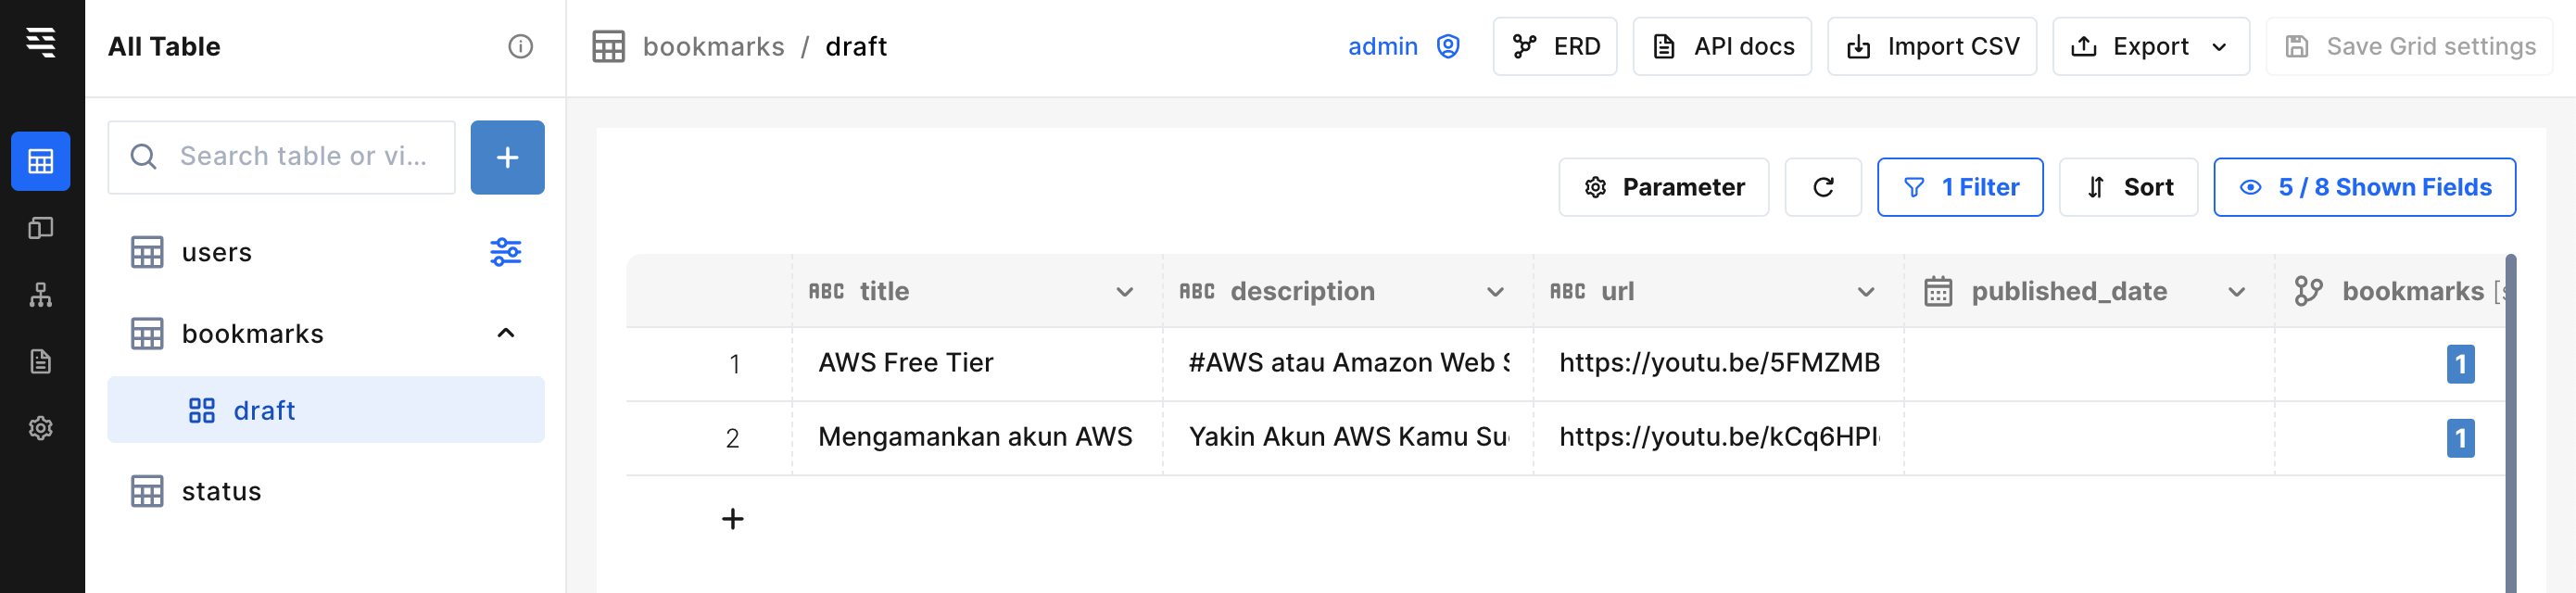 All Table
bookmarks / draft
admin
ERD
API docs
Import CSV
Export
Save Grid settings
Search table or vi...
users
bookmarks
draft
status
Parameter
1 Filter
Sort
5 / 8 Shown Fields
ABC title
ABC description
ABC url
published_date
bookmarks
1 AWS Free Tier #AWS atau Amazon Web https://youtu.be/5FMZMB 1
2 Mengamankan akun AWS Yakin Akun AWS Kamu https://youtu.be/kCq6HPI 1